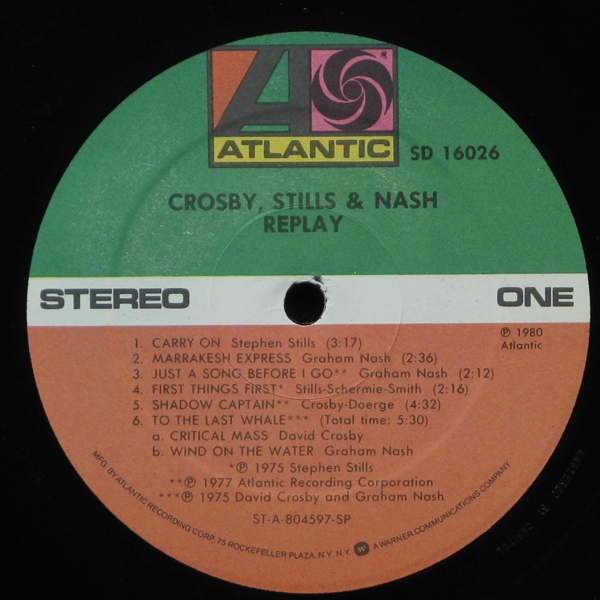 ATLANTIC
SD 16026
CROSBY, STILLS & NASH
REPLAY
STEREO
ONE
℗ 1980
Atlantic
1. CARRY ON Stephen Stills (3:17)
2. MARRAKESH EXPRESS Graham Nash (2:36)
3. JUST A SONG BEFORE I GO** Graham Nash (2:12)
4. FIRST THINGS FIRST* Stills-Schermie-Smith (2:16)
5. SHADOW CAPTAIN** Crosby-Doerge (4:32)
6. TO THE LAST WHALE*** (Total time: 5:30)
a. CRITICAL MASS David Crosby
b. WIND ON THE WATER Graham Nash
*℗ 1975 Stephen Stills
**℗ 1977 Atlantic Recording Corporation
***℗ 1975 David Crosby and Graham Nash
ST-A-804597-SP
MFG. BY ATLANTIC RECORDING CORP. 75 ROCKEFELLER PLAZA, N.Y. N.Y. A WARNER COMMUNICATIONS COMPANY